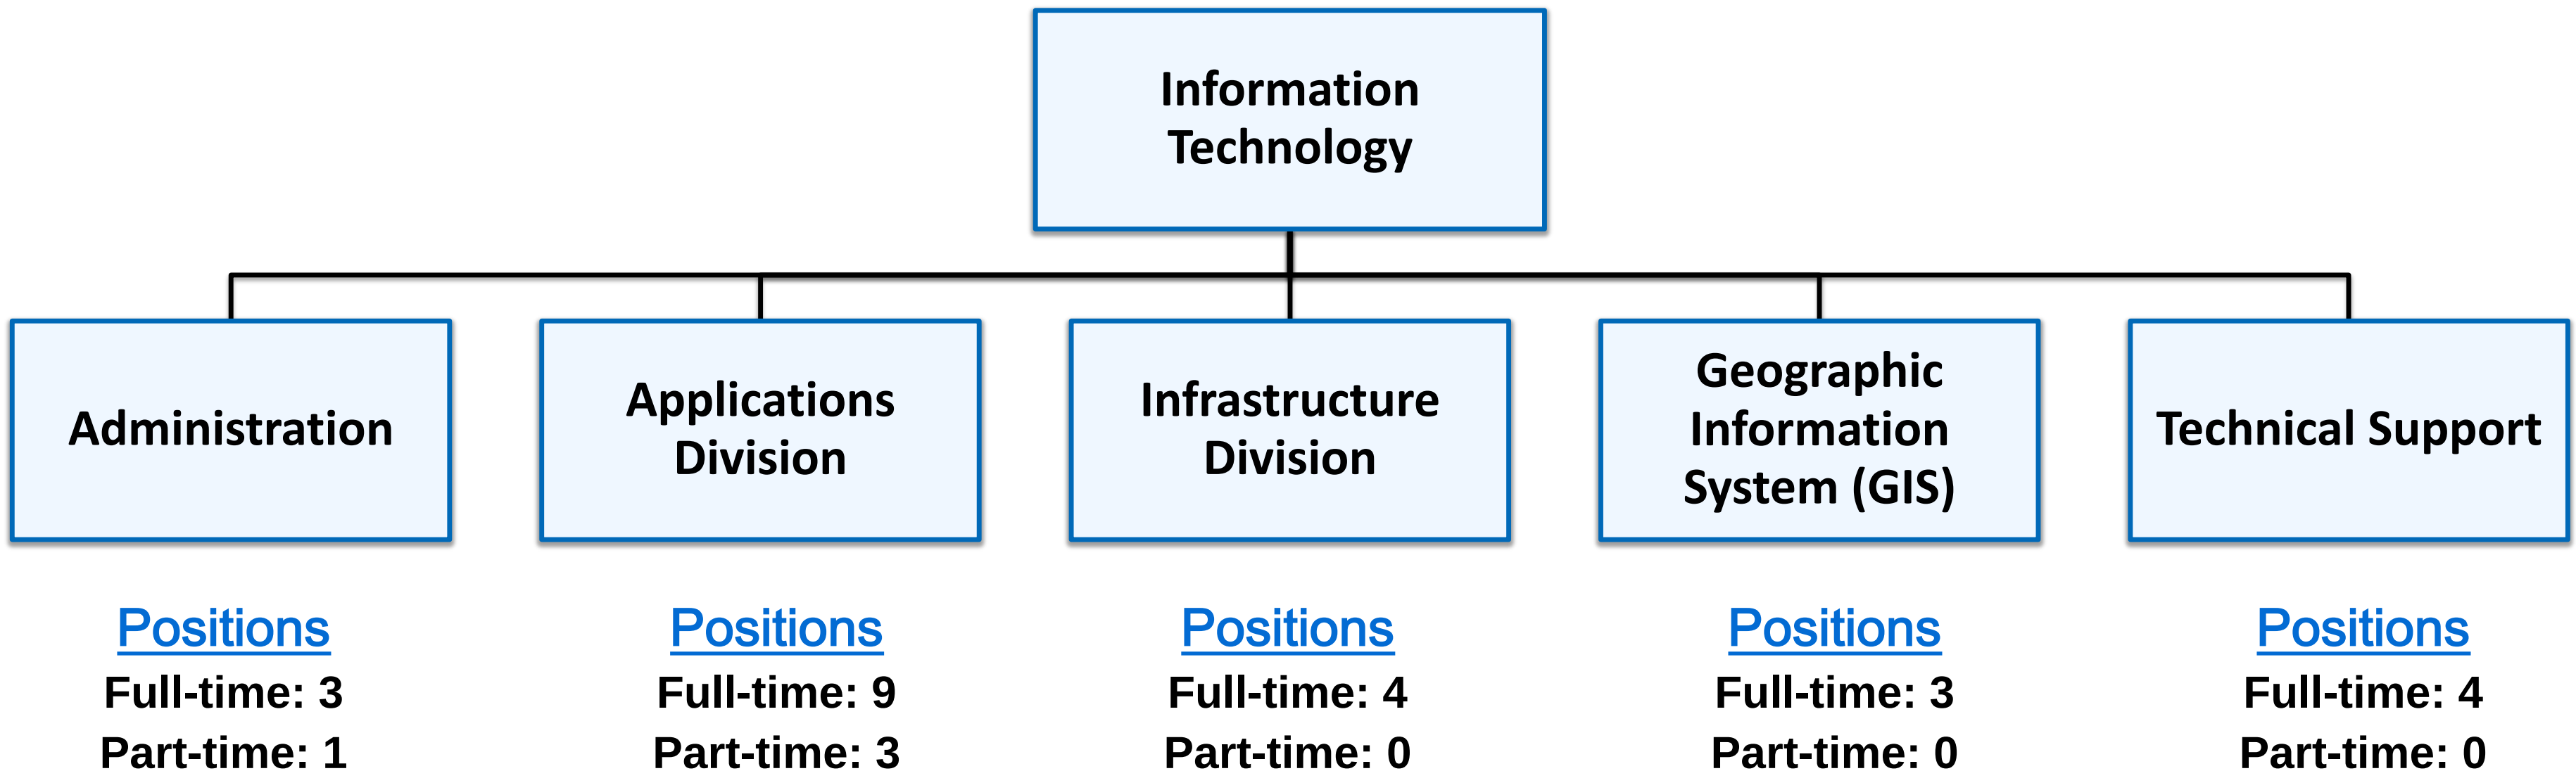 Information
Technology
Administration
Applications
Division
Infrastructure
Division
Geographic
Information
System (GIS)
Technical Support
Positions
Full-time: 3
Part-time: 1
Positions
Full-time: 9
Part-time: 3
Positions
Full-time: 4
Part-time: 0
Positions
Full-time: 3
Part-time: 0
Positions
Full-time: 4
Part-time: 0